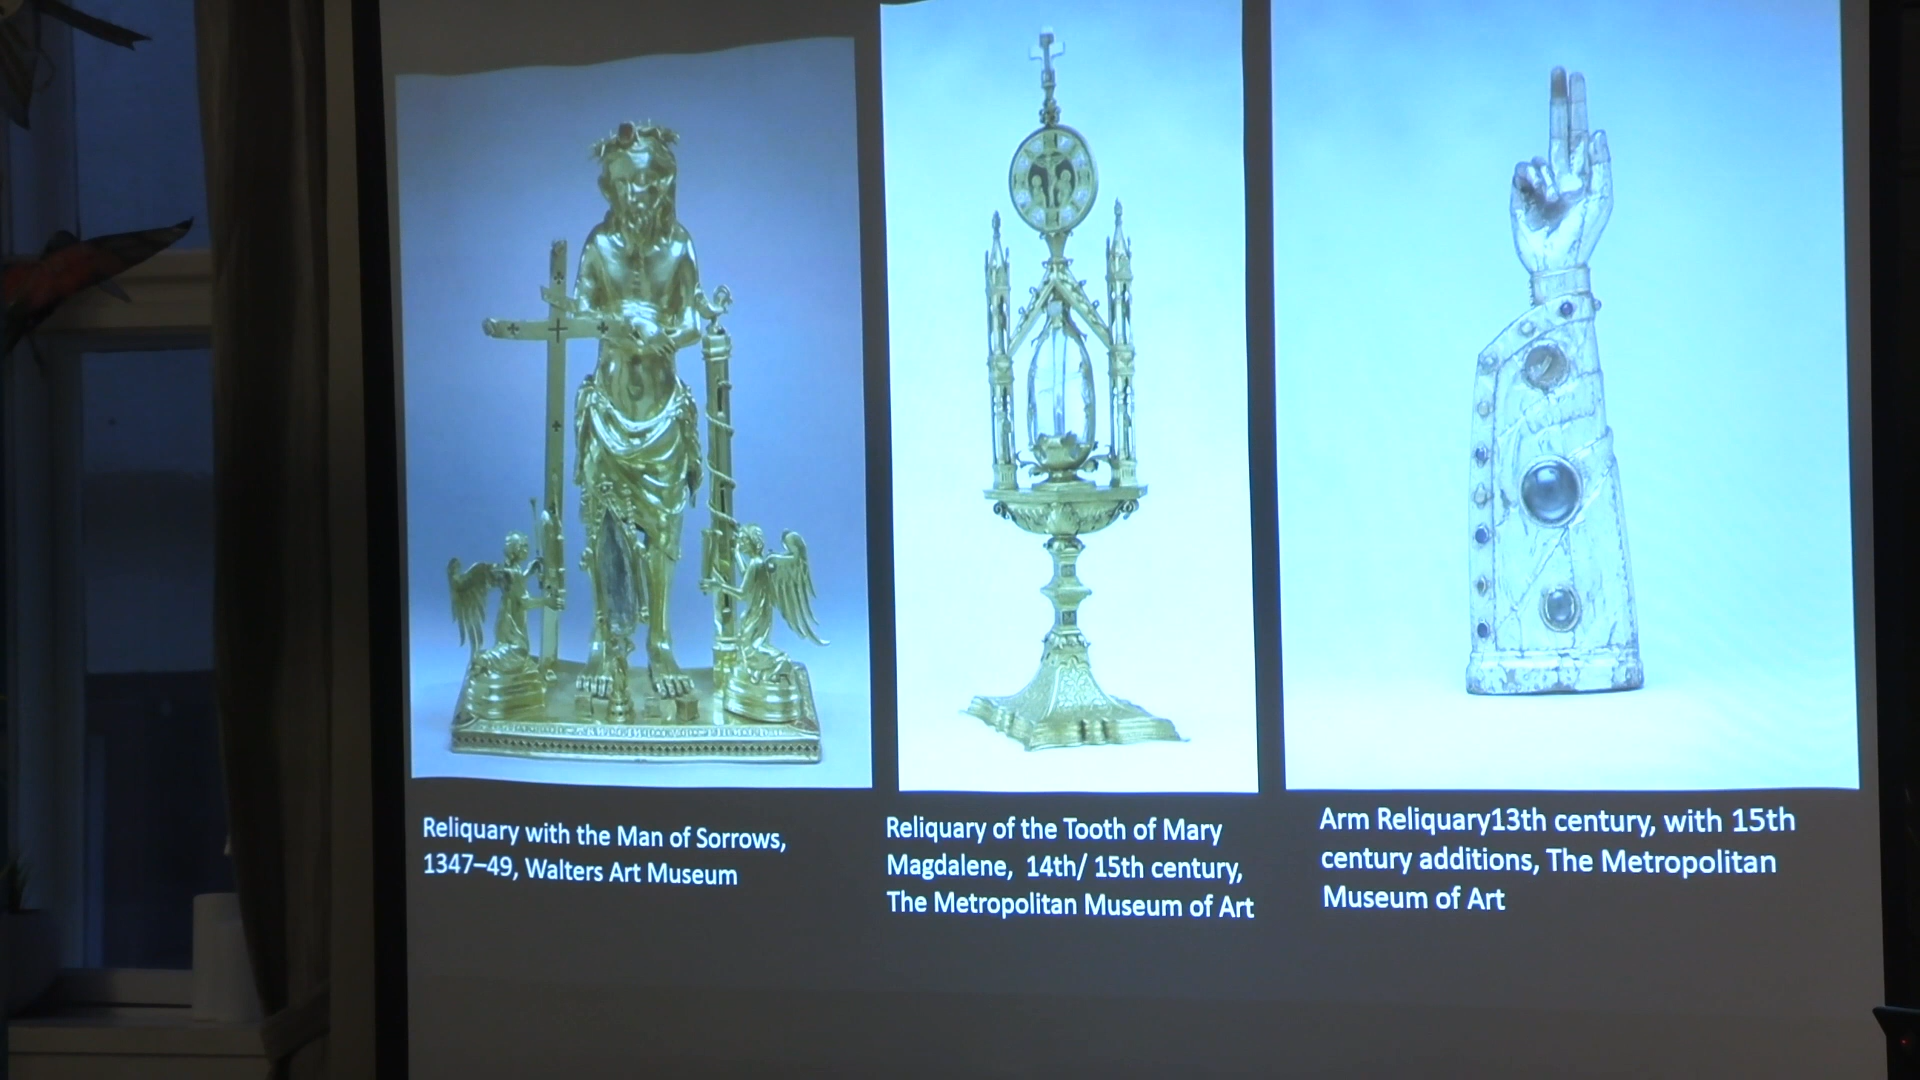 Reliquary with the Man of Sorrows,
1347–49, Walters Art Museum
Reliquary of the Tooth of Mary
Magdalene, 14th/ 15th century,
The Metropolitan Museum of Art
Arm Reliquary13th century, with 15th
century additions, The Metropolitan
Museum of Art